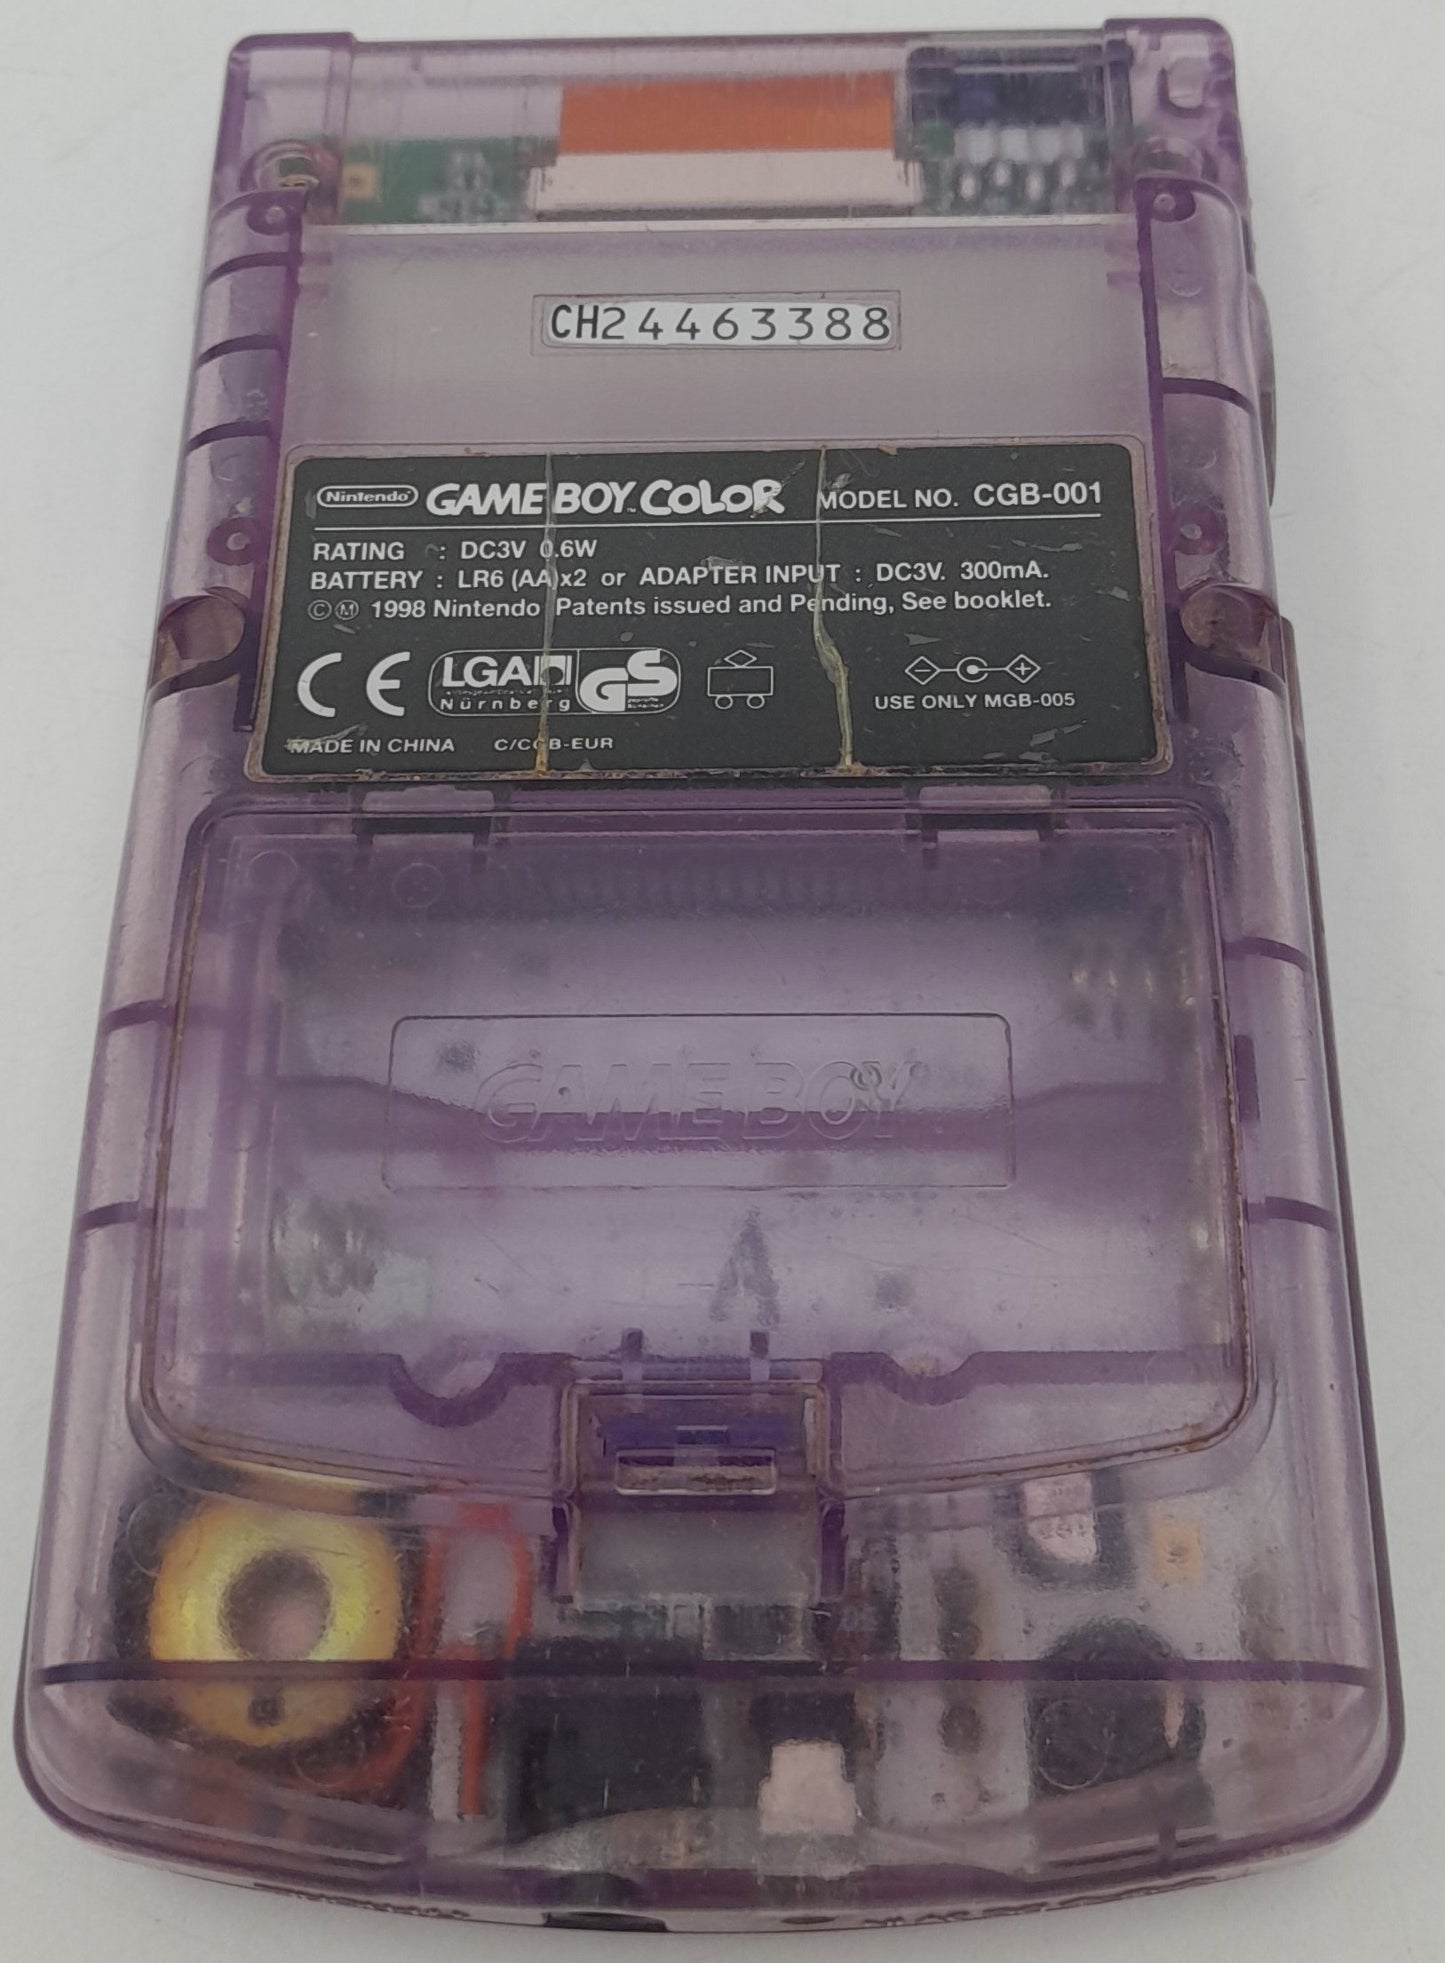 CH24463388
Nintendo GAME BOY COLOR MODEL NO. CGB-001
RATING : DC3V 0.6W
BATTERY : LR6 (AA)x2 or ADAPTER INPUT : DC3V. 300mA.
©Ⓜ 1998 Nintendo Patents issued and Pending, See booklet.
CE LGA Nürnberg GS
USE ONLY MGB-005
MADE IN CHINA C/CGB-EUR
GAME BOY